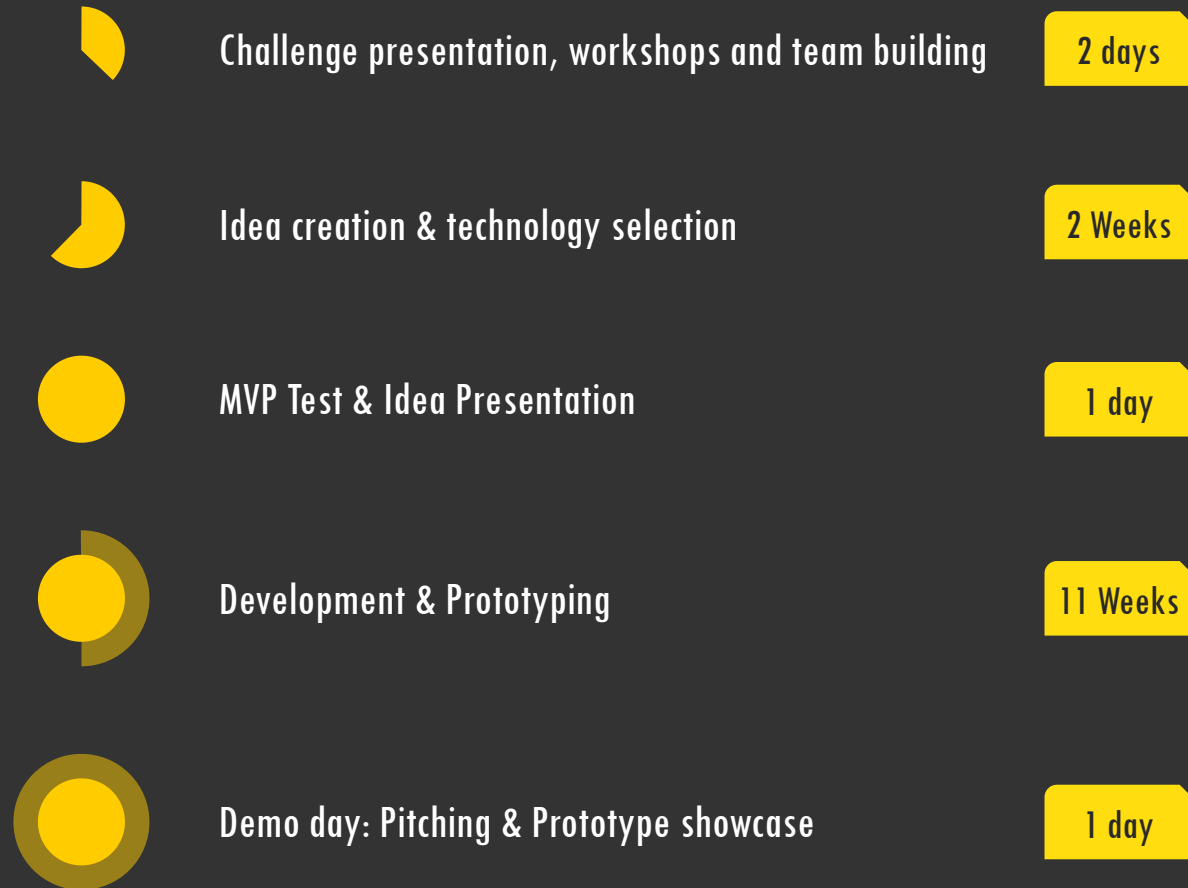 Challenge presentation, workshops and team building
2 days
Idea creation & technology selection
2 Weeks
MVP Test & Idea Presentation
1 day
Development & Prototyping
11 Weeks
Demo day: Pitching & Prototype showcase
1 day